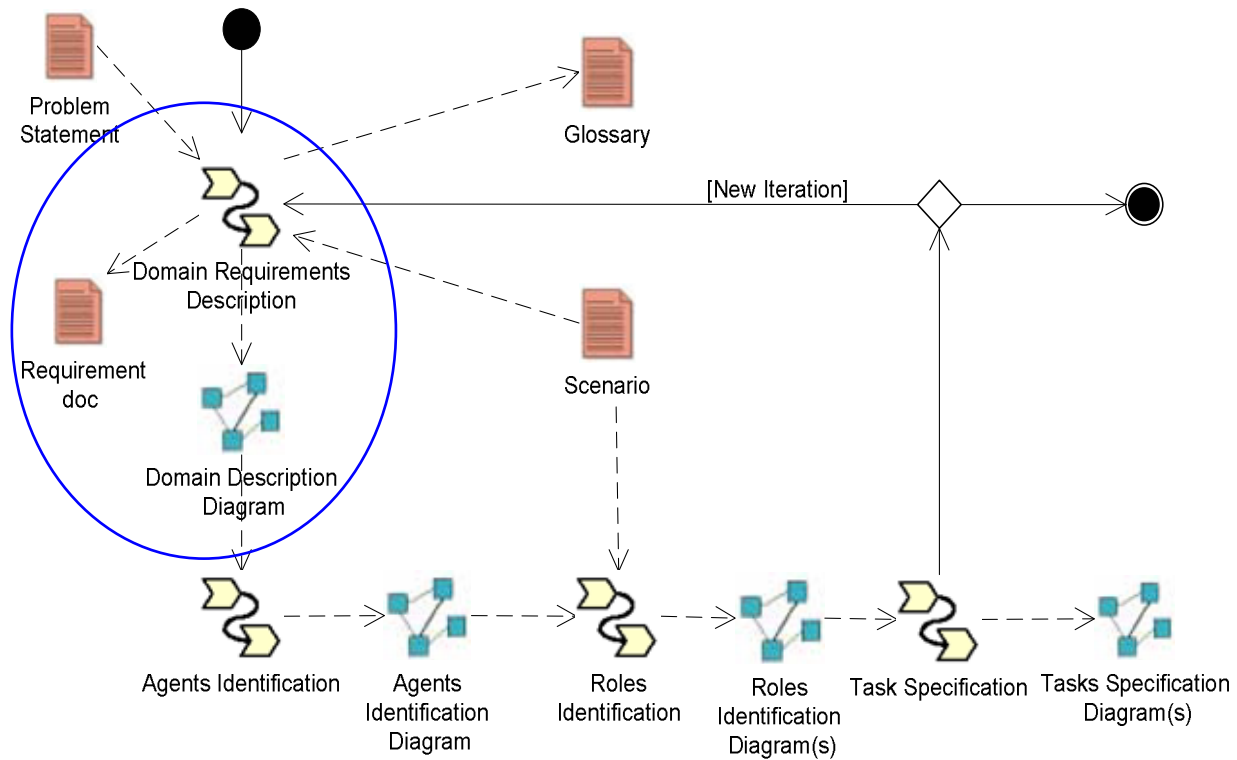 Problem
Statement
Glossary
[New Iteration]
Domain Requirements
Description
Requirement
doc
Scenario
Domain Description
Diagram
Agents Identification
Agents
Identification
Diagram
Roles
Identification
Roles
Identification
Diagram(s)
Task Specification
Tasks Specification
Diagram(s)